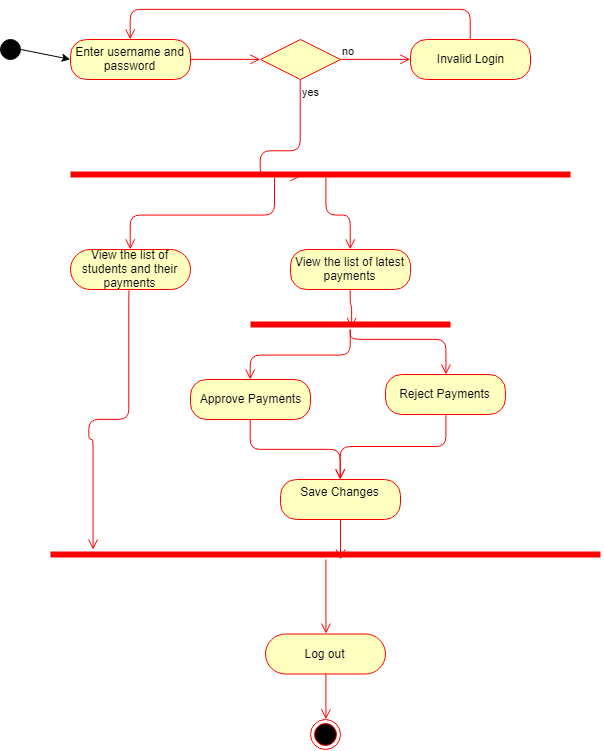 Enter username and
password
no
Invalid Login
yes
View the list of
students and their
payments
View the list of latest
payments
Approve Payments
Reject Payments
Save Changes
Log out